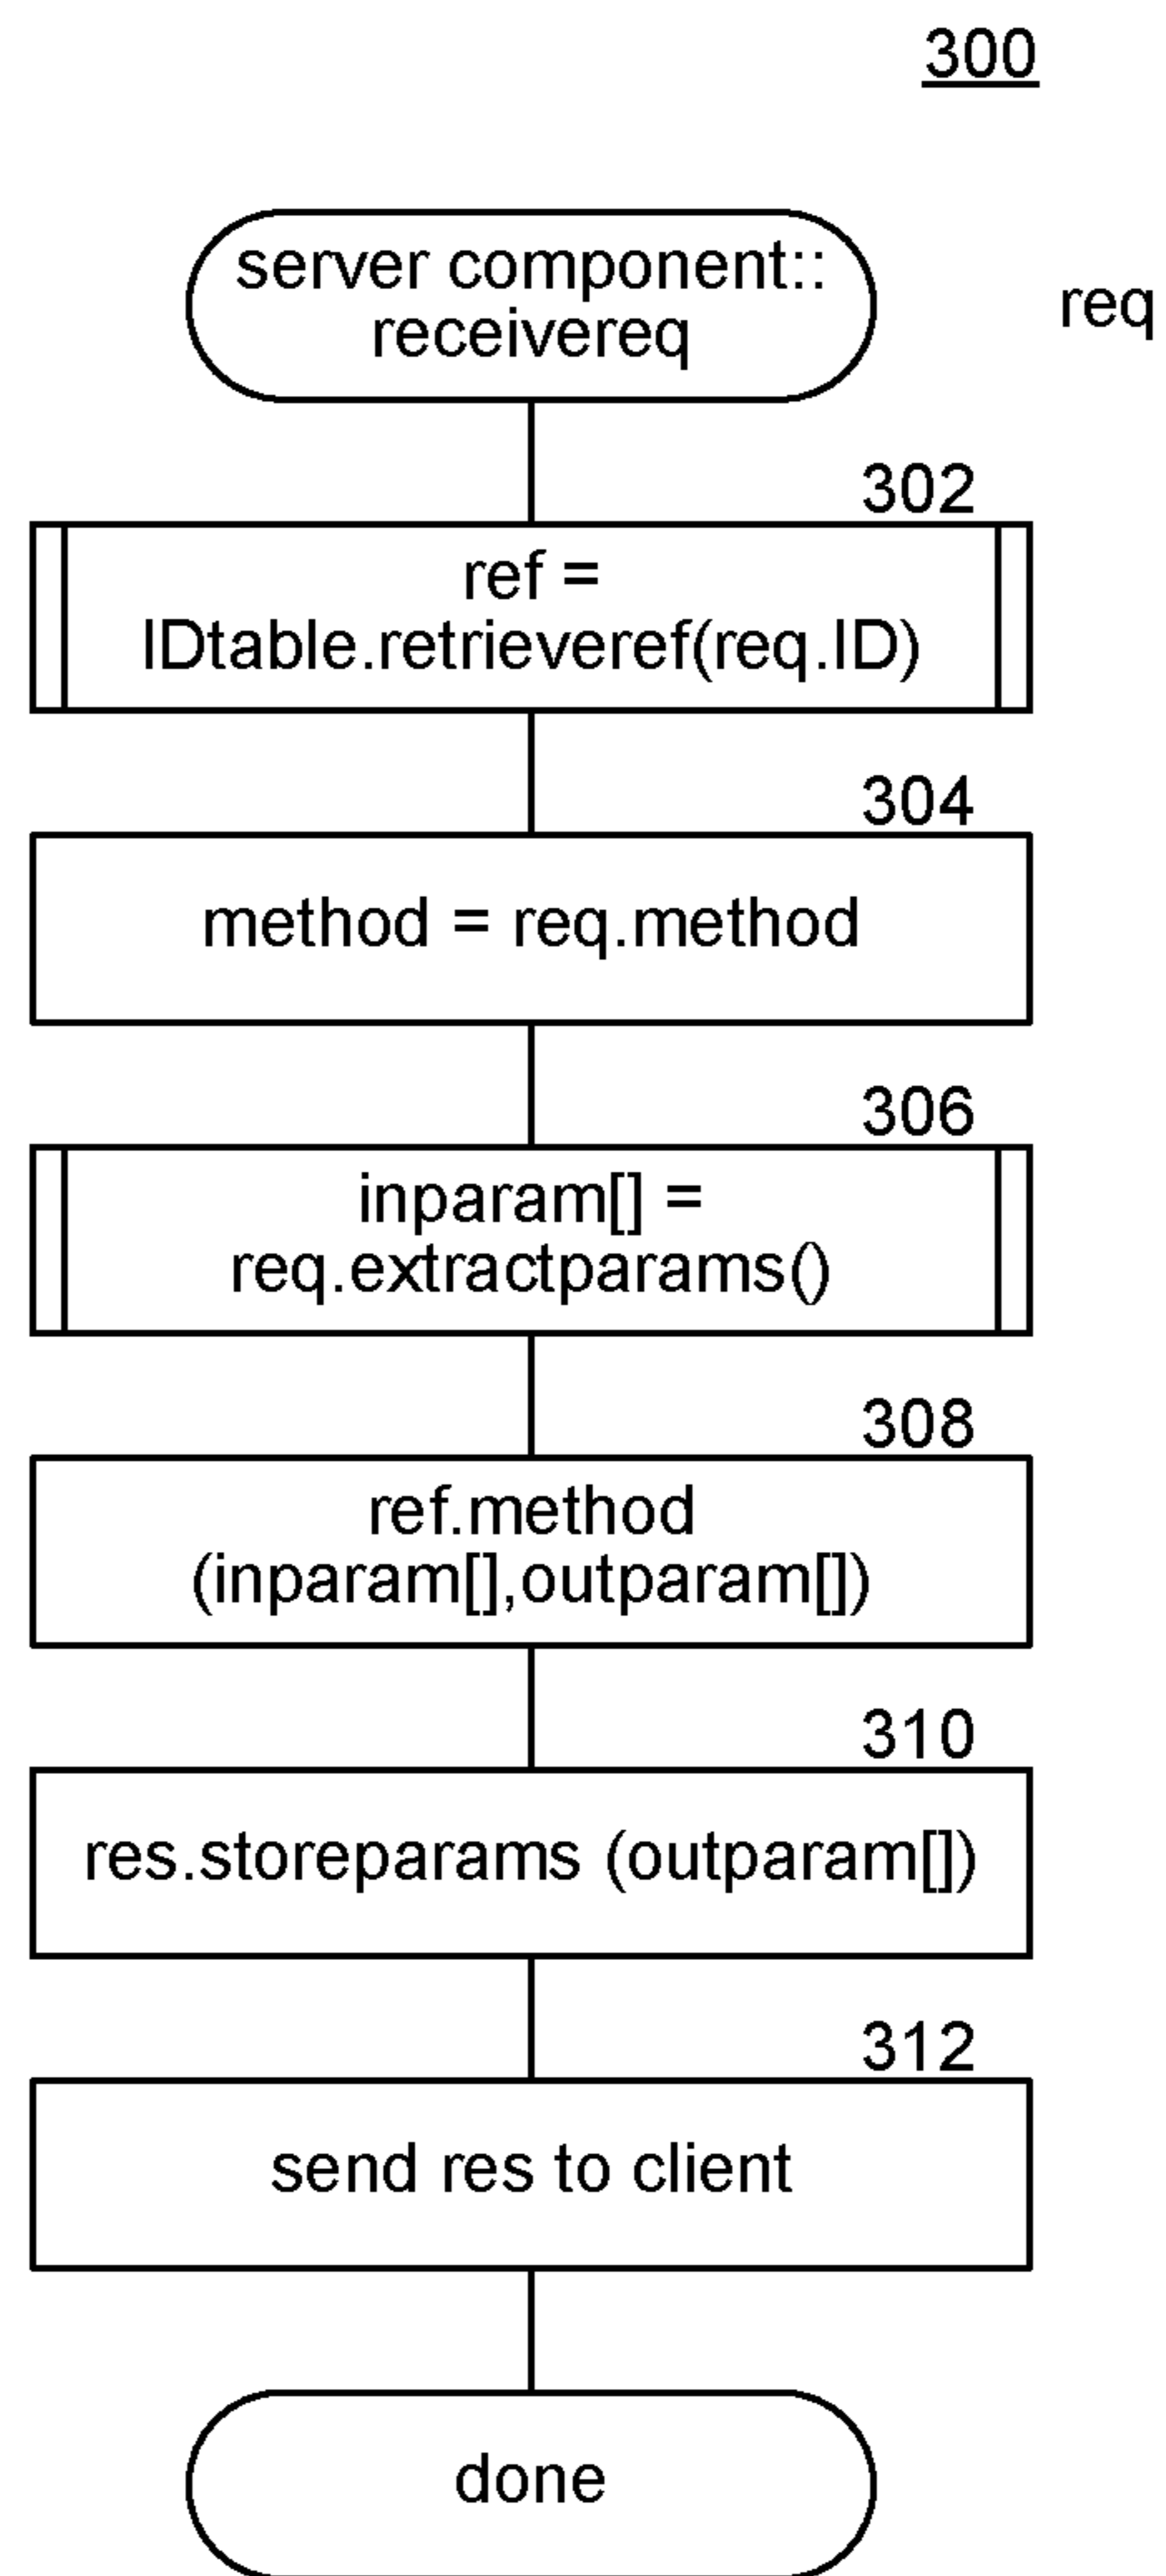 300
server component::
receivereq
req
302
ref =
IDtable.retrieveref(req.ID)
304
method = req.method
306
inparam[] =
req.extractparams()
308
ref.method
(inparam[],outparam[])
310
res.storeparams (outparam[])
312
send res to client
done